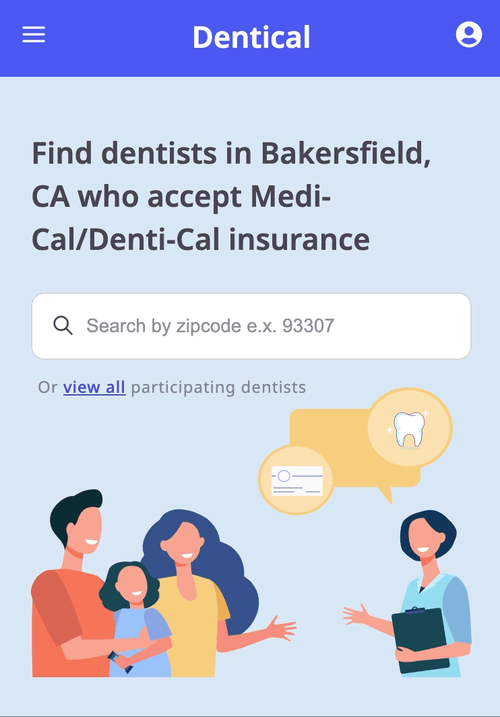 Dentical
Find dentists in Bakersfield,
CA who accept Medi-
Cal/Denti-Cal insurance
Search by zipcode e.x. 93307
Or view all participating dentists